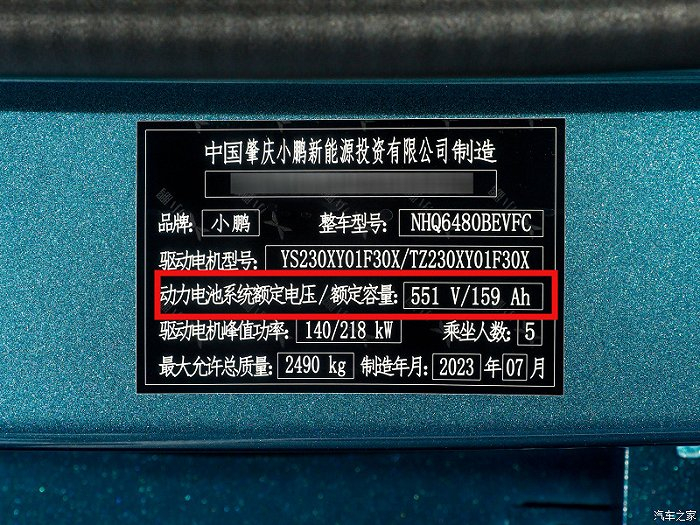 中国肇庆小鹏新能源投资有限公司制造
品牌: 小鹏 整车型号: NHQ6480BEVFC
驱动电机型号: YS230XY01F30X/TZ230XY01F30X
动力电池系统额定电压/额定容量: 551 V/159 Ah
驱动电机峰值功率: 140/218 kW 乘坐人数: 5
最大允许总质量: 2490 kg 制造年月: 2023 年 07 月
汽车之家